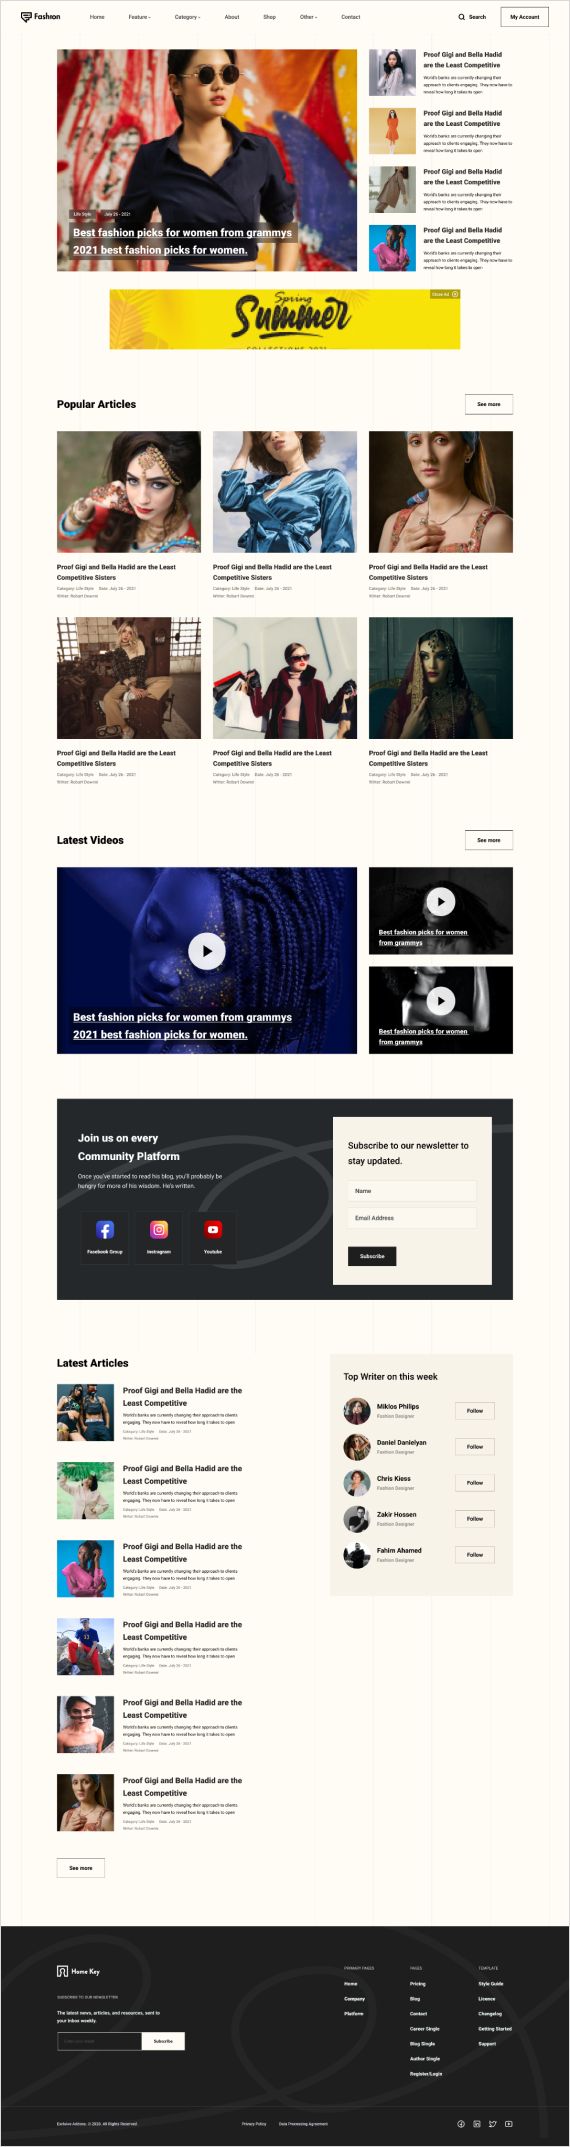 Fashion
Home Feature Category About Shop Other Contact
Search
My Account
Life Style July 26 - 2021
Best fashion picks for women from grammys
2021 best fashion picks for women.
Proof Gigi and Bella Hadid
are the Least Competitive
World's banks are currently changing their
approach to clients engaging. They now have to
reveal how long it takes to open
Proof Gigi and Bella Hadid
are the Least Competitive
World's banks are currently changing their
approach to clients engaging. They now have to
reveal how long it takes to open
Proof Gigi and Bella Hadid
are the Least Competitive
World's banks are currently changing their
approach to clients engaging. They now have to
reveal how long it takes to open
Proof Gigi and Bella Hadid
are the Least Competitive
World's banks are currently changing their
approach to clients engaging. They now have to
reveal how long it takes to open
Close Ad
Spring
Summer
COLLECTIONS 2021
Popular Articles
See more
Proof Gigi and Bella Hadid are the Least
Competitive Sisters
Category: Life Style Date: July 26 - 2021
Writer: Robart Downei
Proof Gigi and Bella Hadid are the Least
Competitive Sisters
Category: Life Style Date: July 26 - 2021
Writer: Robart Downei
Proof Gigi and Bella Hadid are the Least
Competitive Sisters
Category: Life Style Date: July 26 - 2021
Writer: Robart Downei
Proof Gigi and Bella Hadid are the Least
Competitive Sisters
Category: Life Style Date: July 26 - 2021
Writer: Robart Downei
Proof Gigi and Bella Hadid are the Least
Competitive Sisters
Category: Life Style Date: July 26 - 2021
Writer: Robart Downei
Proof Gigi and Bella Hadid are the Least
Competitive Sisters
Category: Life Style Date: July 26 - 2021
Writer: Robart Downei
Latest Videos
See more
Best fashion picks for women from grammys
2021 best fashion picks for women.
Best fashion picks for women
from grammys
Best fashion picks for women
from grammys
Join us on every
Community Platform
Once you've started to read his blog, you'll probably be
hungry for more of his wisdom. He's written.
Facebook Group
Instragram
Youtube
Subscribe to our newsletter to
stay updated.
Name
Email Address
Subscribe
Latest Articles
Proof Gigi and Bella Hadid are the
Least Competitive
World's banks are currently changing their approach to clients
engaging. They now have to reveal how long it takes to open
Category: Life Style Date: July 26 - 2021
Writer: Robart Downei
Proof Gigi and Bella Hadid are the
Least Competitive
World's banks are currently changing their approach to clients
engaging. They now have to reveal how long it takes to open
Category: Life Style Date: July 26 - 2021
Writer: Robart Downei
Proof Gigi and Bella Hadid are the
Least Competitive
World's banks are currently changing their approach to clients
engaging. They now have to reveal how long it takes to open
Category: Life Style Date: July 26 - 2021
Writer: Robart Downei
Proof Gigi and Bella Hadid are the
Least Competitive
World's banks are currently changing their approach to clients
engaging. They now have to reveal how long it takes to open
Category: Life Style Date: July 26 - 2021
Writer: Robart Downei
Proof Gigi and Bella Hadid are the
Least Competitive
World's banks are currently changing their approach to clients
engaging. They now have to reveal how long it takes to open
Category: Life Style Date: July 26 - 2021
Writer: Robart Downei
Proof Gigi and Bella Hadid are the
Least Competitive
World's banks are currently changing their approach to clients
engaging. They now have to reveal how long it takes to open
Category: Life Style Date: July 26 - 2021
Writer: Robart Downei
See more
Top Writer on this week
Miklos Philips
Fashion Designer
Follow
Daniel Danielyan
Fashion Designer
Follow
Chris Kiess
Fashion Designer
Follow
Zakir Hossen
Fashion Designer
Follow
Fahim Ahamed
Fashion Designer
Follow
Home Key
SUBSCRIBE TO OUR NEWSLETTER
The latest news, articles, and resources, sent to
your inbox weekly.
Enter your email
Subscribe
PRIMARY PAGES
Home
Company
Platform
PAGES
Pricing
Blog
Contact
Career Single
Blog Single
Author Single
Register/Login
TEMPLATE
Style Guide
Licence
Changelog
Getting Started
Support
Exclsive Addons. © 2020. All Rights Reserved.
Privacy Policy
Data Processing Agreement